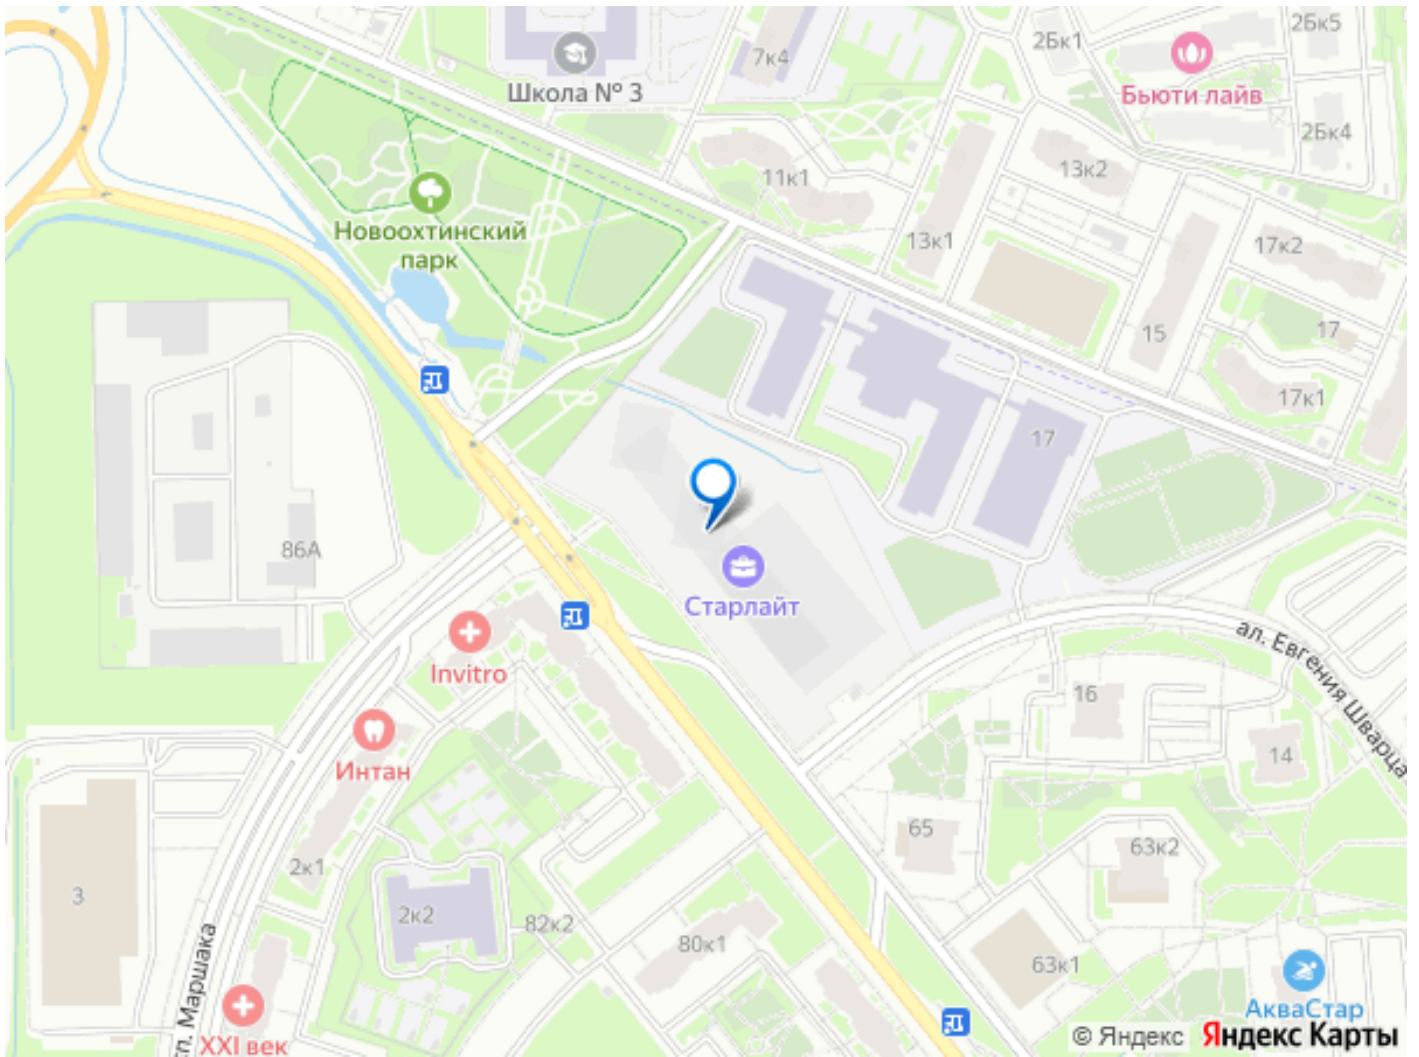 2Бк5
2Бк1
7к4
Бьюти лайв
Школа № 3
2Бк4
13к2
11к1
Новоохтинский
парк
13к1
17к2
15
17
17к1
17
86А
Старлайт
ал. Евгения Шварца
Invitro
16
14
Интан
65
63к2
2к1
3
2к2
82к2
80к1
63к1
сп. Маршака
АкваСтар
XXI век
© Яндекс Яндекс Карты